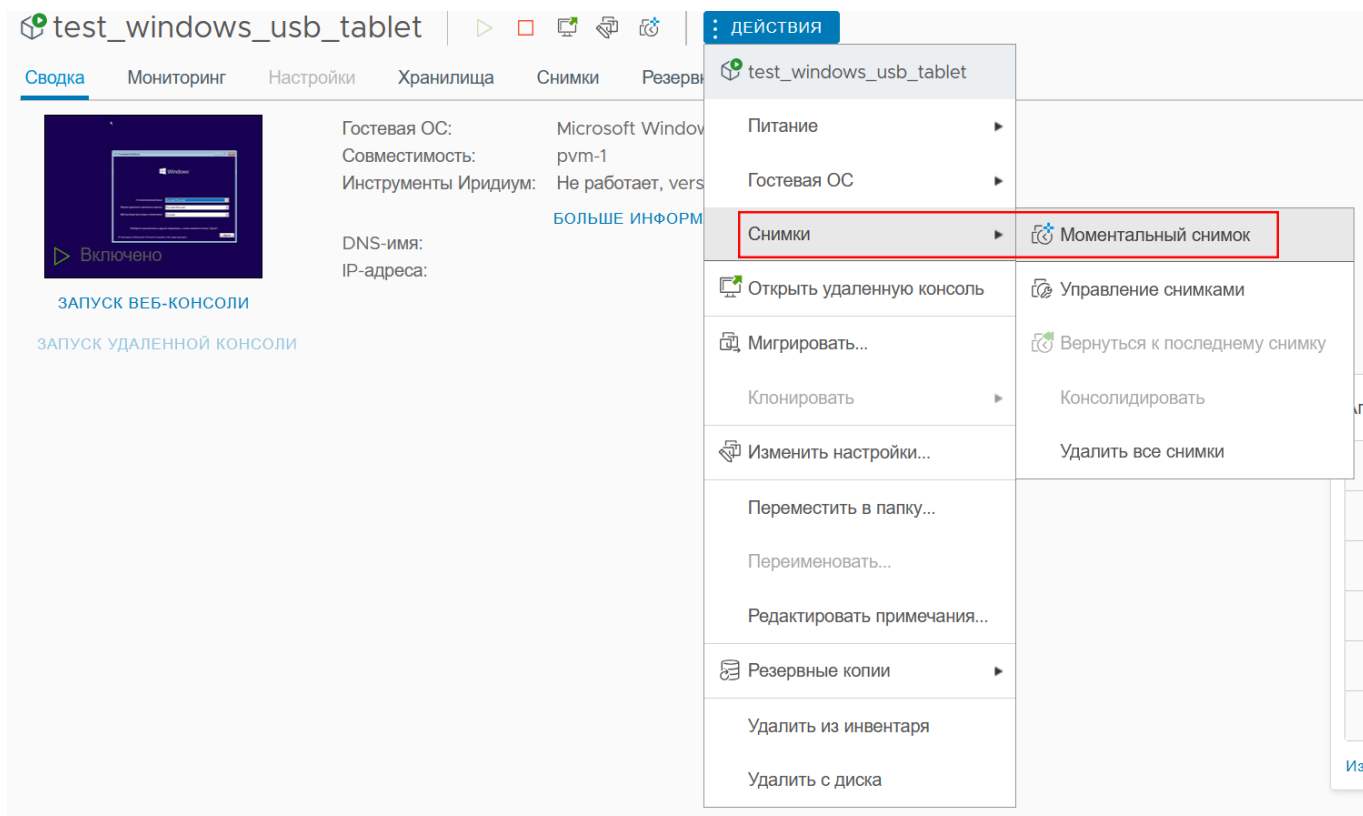 test_windows_usb_tablet
ДЕЙСТВИЯ
Сводка Мониторинг Настройки Хранилища Снимки
Windows
Включено
ЗАПУСК ВЕБ-КОНСОЛИ
ЗАПУСК УДАЛЕННОЙ КОНСОЛИ
Гостевая ОС: Microsoft
Совместимость: pvm-1
Инструменты Иридиум: Не работает, vers
БОЛЬШЕ ИНФОРМ
DNS-имя:
IP-адреса:
test_windows_usb_tablet
Питание
Гостевая ОС
Снимки
Открыть удаленную консоль
Мигрировать...
Клонировать
Изменить настройки...
Переместить в папку...
Переименовать...
Редактировать примечания...
Резервные копии
Удалить из инвентаря
Удалить с диска
Моментальный снимок
Управление снимками
Вернуться к последнему снимку
Консолидировать
Удалить все снимки
Из